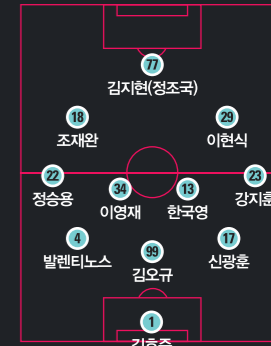 77
김지현(정조국)
18
29
조재완
이현식
22
23
34
13
정승용
이영재
한국영
강지훈
4
99
17
발렌티노스
김오규
신광훈
1